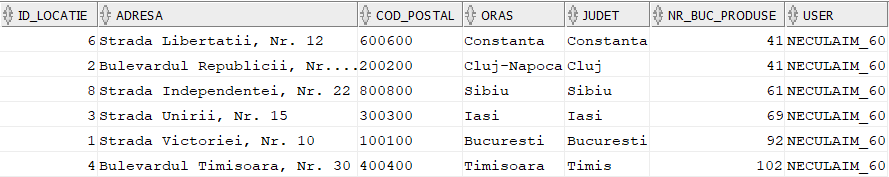 ID_LOCATIE ADRESA COD_POSTAL ORAS JUDET NR_BUC_PRODUSE USER
6 Strada Libertatii, Nr. 12 600600 Constanta Constanta 41 NECULAIM_60
2 Bulevardul Republicii, Nr.... 200200 Cluj-Napoca Cluj 41 NECULAIM_60
8 Strada Independentei, Nr. 22 800800 Sibiu Sibiu 61 NECULAIM_60
3 Strada Unirii, Nr. 15 300300 Iasi Iasi 69 NECULAIM_60
1 Strada Victoriei, Nr. 10 100100 Bucuresti Bucuresti 92 NECULAIM_60
4 Bulevardul Timisoara, Nr. 30 400400 Timisoara Timis 102 NECULAIM_60